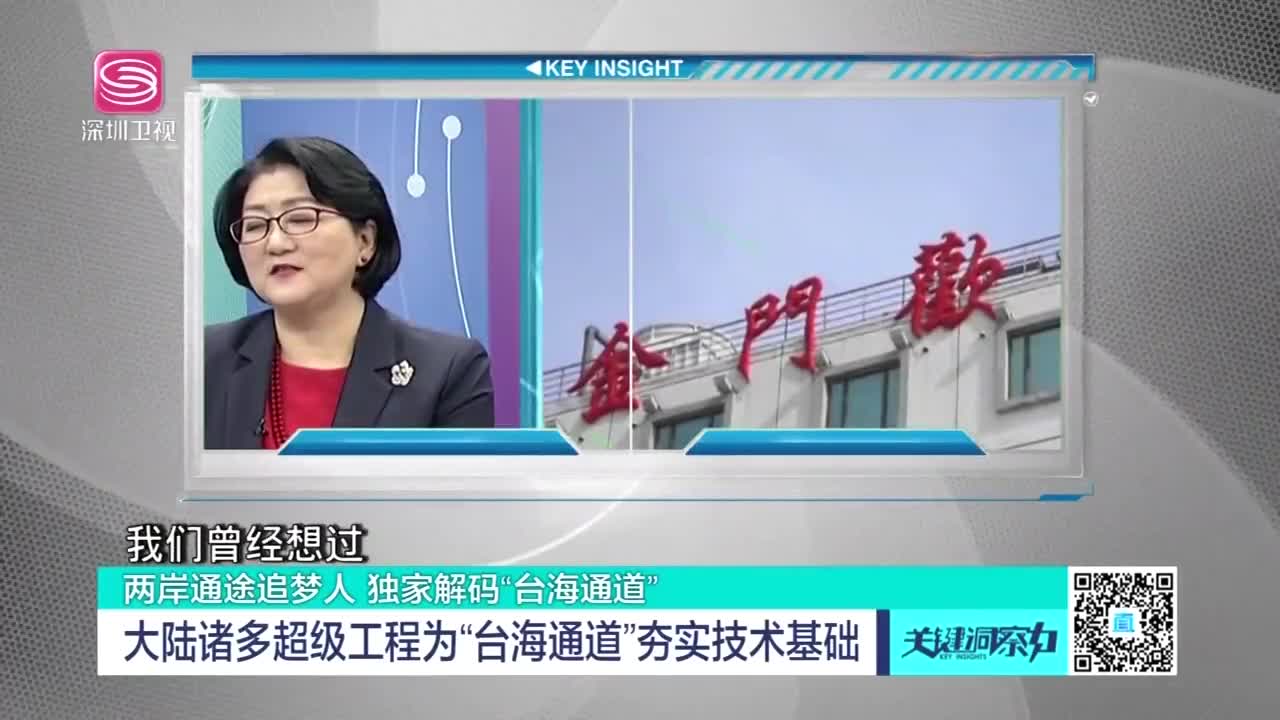 KEY INSIGHT
深圳卫视
金門歡
我们曾经想过
两岸通途追梦人 独家解码“台海通道”
大陆诸多超级工程为“台海通道”夯实技术基础
关键洞察力
KEY INSIGHTS
直